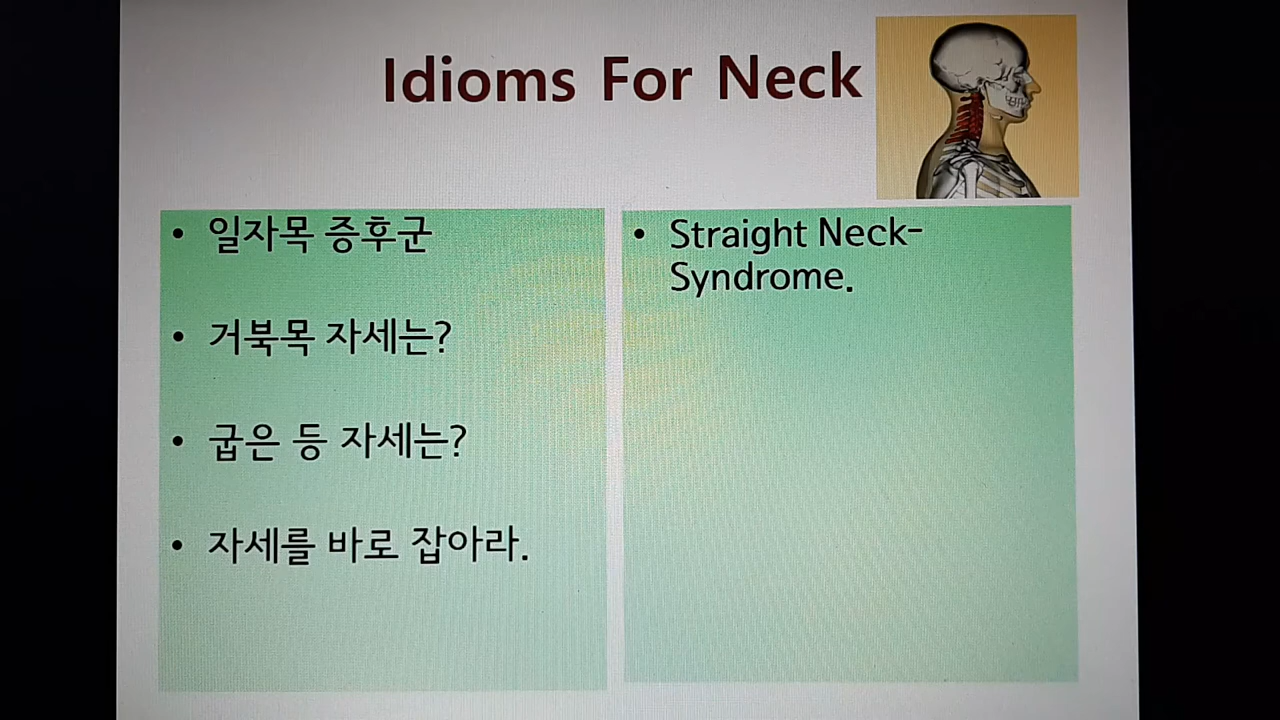 Idioms For Neck
• 일자목 증후군
• 거북목 자세는?
• 굽은 등 자세는?
• 자세를 바로 잡아라.
• Straight Neck-
Syndrome.